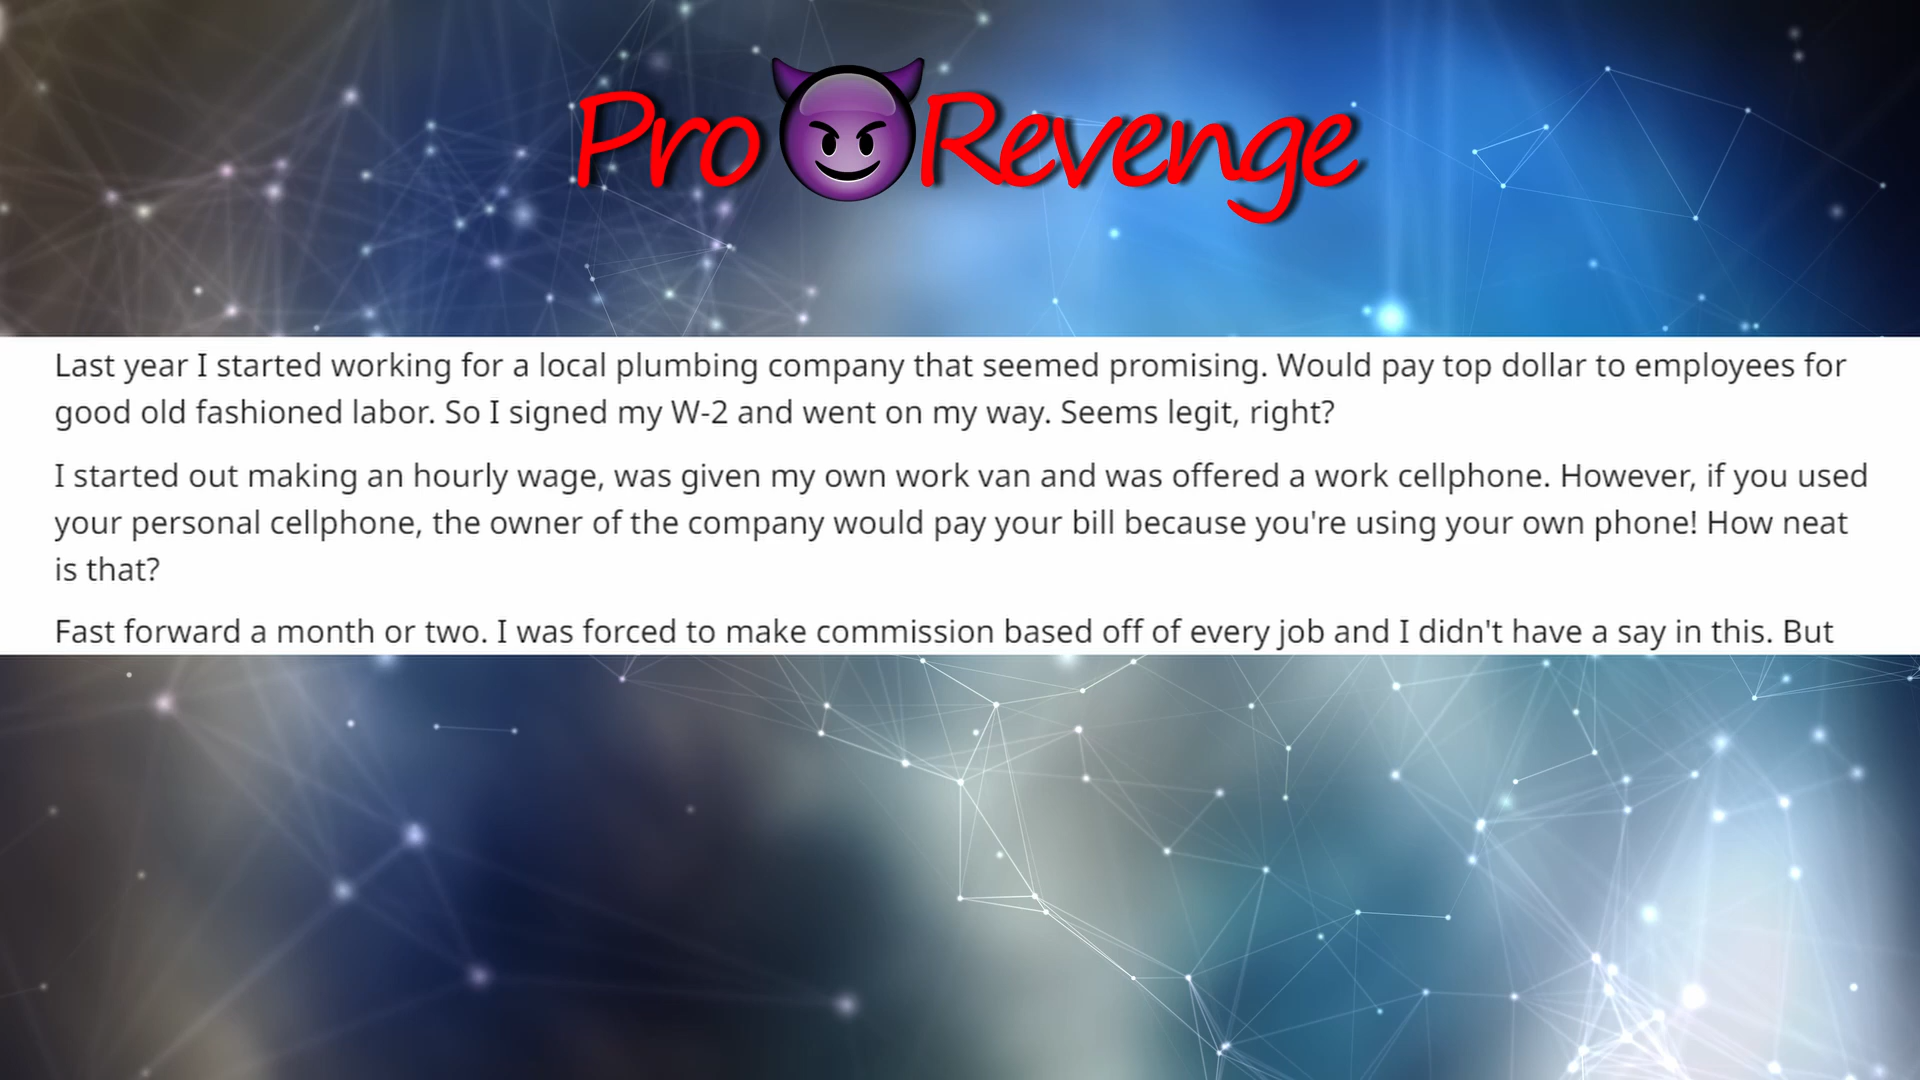 Pro Revenge
Last year I started working for a local plumbing company that seemed promising. Would pay top dollar to employees for
good old fashioned labor. So I signed my W-2 and went on my way. Seems legit, right?
I started out making an hourly wage, was given my own work van and was offered a work cellphone. However, if you used
your personal cellphone, the owner of the company would pay your bill because you're using your own phone! How neat
is that?
Fast forward a month or two. I was forced to make commission based off of every job and I didn't have a say in this. But